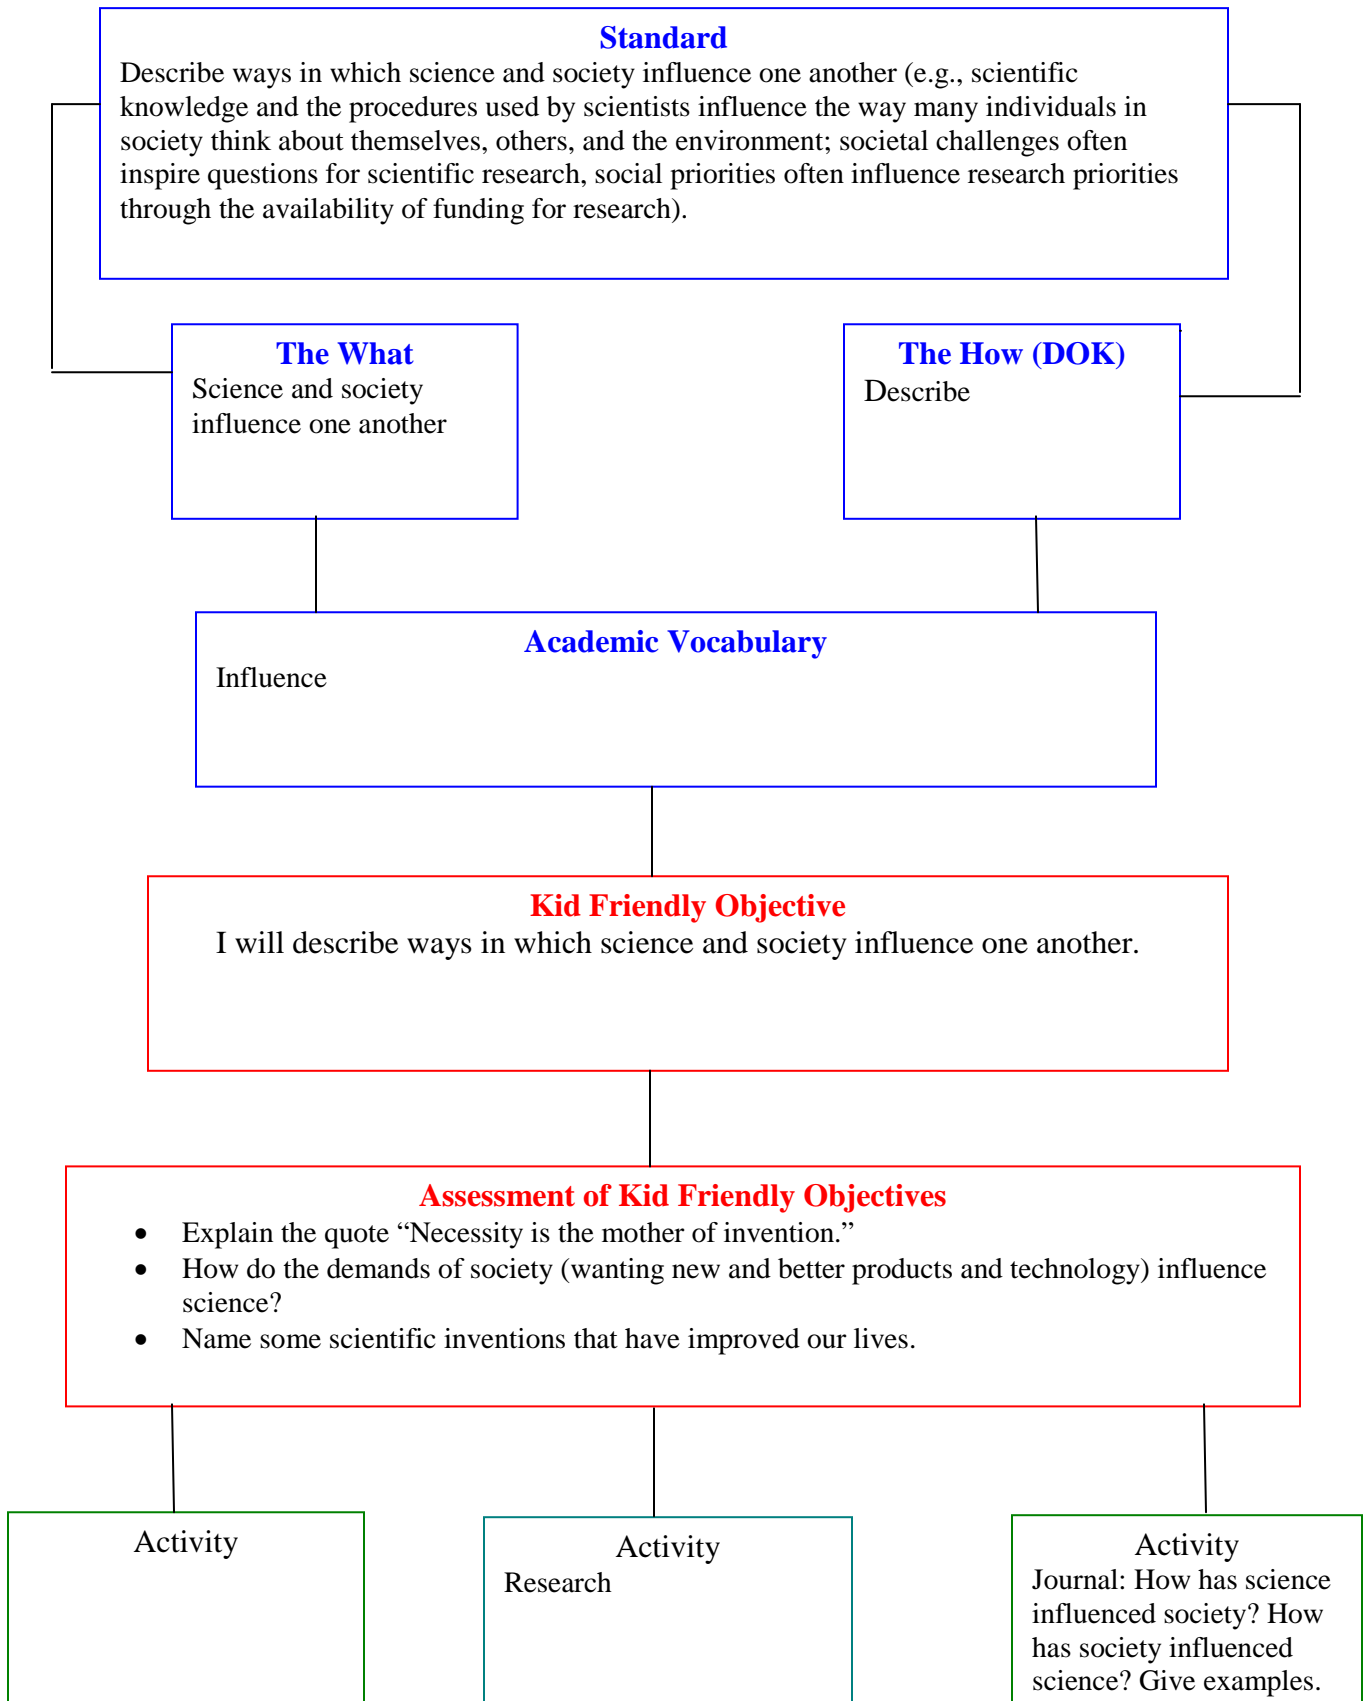 Standard
Describe ways in which science and society influence one another (e.g., scientific
knowledge and the procedures used by scientists influence the way many individuals in
society think about themselves, others, and the environment; societal challenges often
inspire questions for scientific research, social priorities often influence research priorities
through the availability of funding for research).
The What
Science and society
influence one another
The How (DOK)
Describe
Academic Vocabulary
Influence
Kid Friendly Objective
I will describe ways in which science and society influence one another.
Assessment of Kid Friendly Objectives
• Explain the quote “Necessity is the mother of invention.”
• How do the demands of society (wanting new and better products and technology) influence
science?
• Name some scientific inventions that have improved our lives.
Activity
Activity
Research
Activity
Journal: How has science
influenced society? How
has society influenced
science? Give examples.